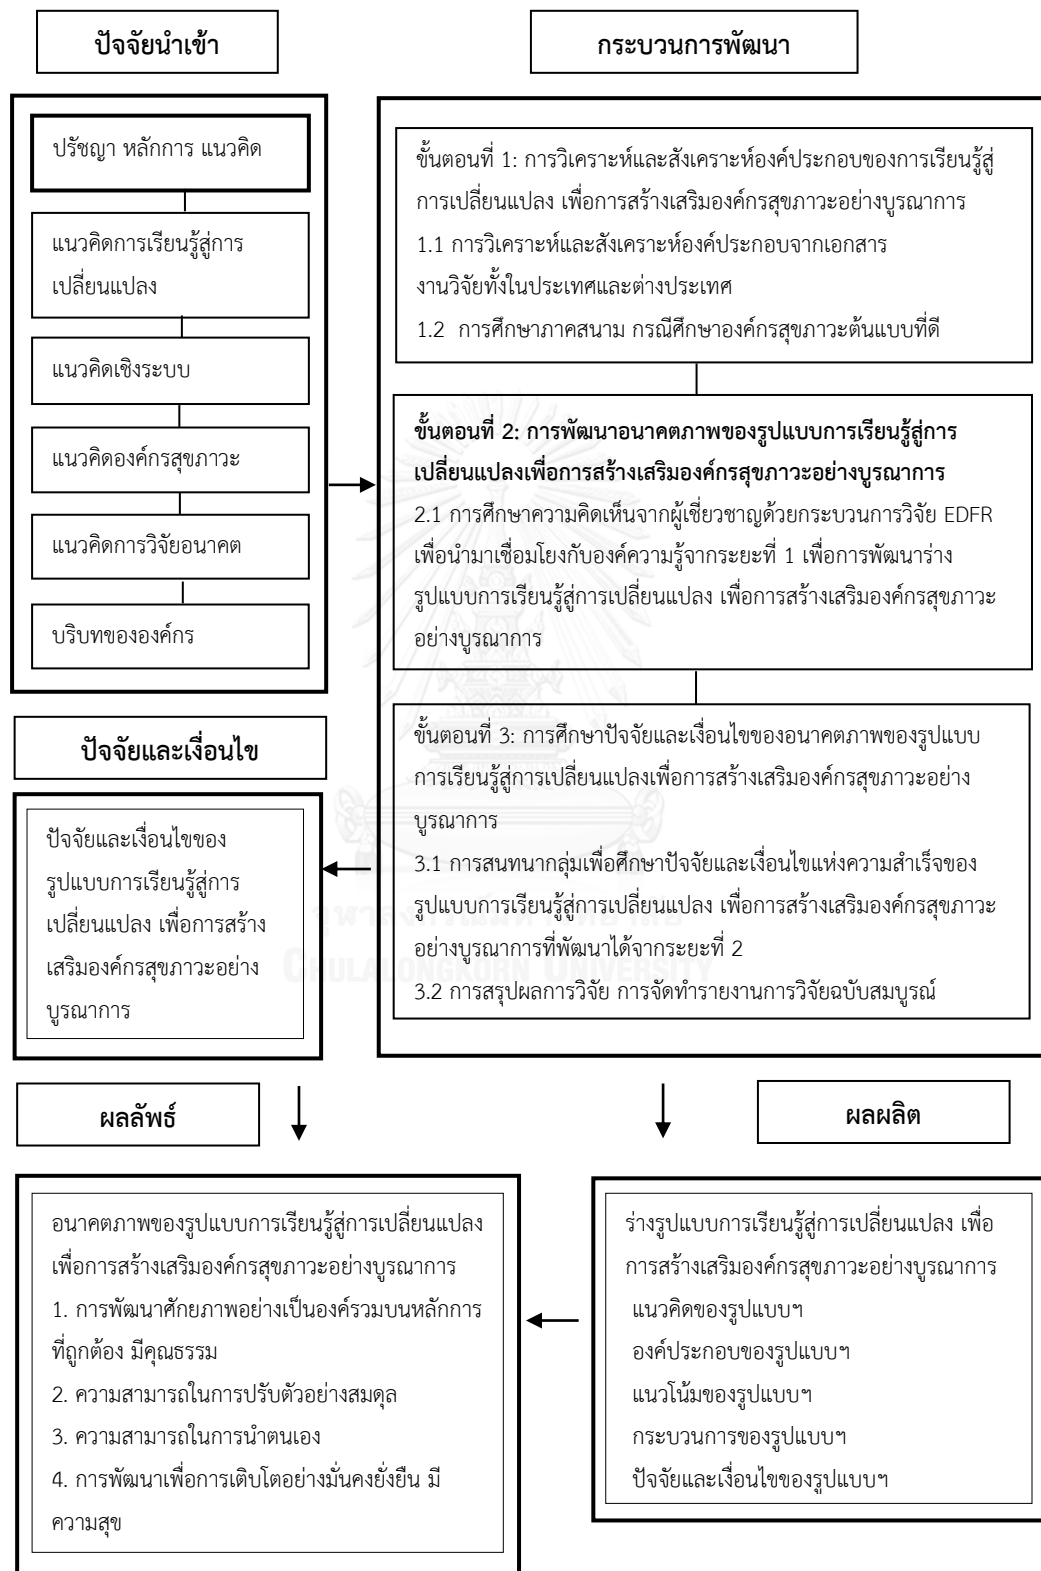 ปัจจัยนำเข้า
ปรัชญา หลักการ แนวคิด
แนวคิดการเรียนรู้สู่การ
เปลี่ยนแปลง
แนวคิดเชิงระบบ
แนวคิดองค์กรสุขภาวะ
แนวคิดการวิจัยอนาคต
บริบทขององค์กร
กระบวนการพัฒนา
ขั้นตอนที่ 1: การวิเคราะห์และสังเคราะห์องค์ประกอบของการเรียนรู้สู่
การเปลี่ยนแปลง เพื่อการสร้างเสริมองค์กรสุขภาวะอย่างบูรณาการ
1.1 การวิเคราะห์และสังเคราะห์องค์ประกอบจากเอกสาร
งานวิจัยทั้งในประเทศและต่างประเทศ
1.2 การศึกษาภาคสนาม กรณีศึกษาองค์กรสุขภาวะต้นแบบที่ดี
ขั้นตอนที่ 2: การพัฒนาอนาคตภาพของรูปแบบการเรียนรู้สู่การ
เปลี่ยนแปลงเพื่อการสร้างเสริมองค์กรสุขภาวะอย่างบูรณาการ
2.1 การศึกษาความคิดเห็นจากผู้เชี่ยวชาญด้วยกระบวนการวิจัย EDFR
เพื่อนำมาเชื่อมโยงกับองค์ความรู้จากระยะที่ 1 เพื่อการพัฒนาร่าง
รูปแบบการเรียนรู้สู่การเปลี่ยนแปลง เพื่อการสร้างเสริมองค์กรสุขภาวะ
อย่างบูรณาการ
ขั้นตอนที่ 3: การศึกษาปัจจัยและเงื่อนไขของอนาคตภาพของรูปแบบ
การเรียนรู้สู่การเปลี่ยนแปลงเพื่อการสร้างเสริมองค์กรสุขภาวะอย่าง
บูรณาการ
3.1 การสนทนากลุ่มเพื่อศึกษาปัจจัยและเงื่อนไขแห่งความสำเร็จของ
รูปแบบการเรียนรู้สู่การเปลี่ยนแปลง เพื่อการสร้างเสริมองค์กรสุขภาวะ
อย่างบูรณาการที่พัฒนาได้จากระยะที่ 2
3.2 การสรุปผลการวิจัย การจัดทำรายงานการวิจัยฉบับสมบูรณ์
จุฬาลงกรณ์มหาวิทยาลัย
CHULALONGKORN UNIVERSITY
ปัจจัยและเงื่อนไข
ปัจจัยและเงื่อนไขของ
รูปแบบการเรียนรู้สู่การ
เปลี่ยนแปลง เพื่อการสร้าง
เสริมองค์กรสุขภาวะอย่าง
บูรณาการ
ผลลัพธ์
อนาคตภาพของรูปแบบการเรียนรู้สู่การเปลี่ยนแปลง
เพื่อการสร้างเสริมองค์กรสุขภาวะอย่างบูรณาการ
1. การพัฒนาศักยภาพอย่างเป็นองค์รวมบนหลักการ
ที่ถูกต้อง มีคุณธรรม
2. ความสามารถในการปรับตัวอย่างสมดุล
3. ความสามารถในการนำตนเอง
4. การพัฒนาเพื่อการเติบโตอย่างมั่นคงยั่งยืน มี
ความสุข
ผลผลิต
ร่างรูปแบบการเรียนรู้สู่การเปลี่ยนแปลง เพื่อ
การสร้างเสริมองค์กรสุขภาวะอย่างบูรณาการ
แนวคิดของรูปแบบฯ
องค์ประกอบของรูปแบบฯ
แนวโน้มของรูปแบบฯ
กระบวนการของรูปแบบฯ
ปัจจัยและเงื่อนไขของรูปแบบฯ